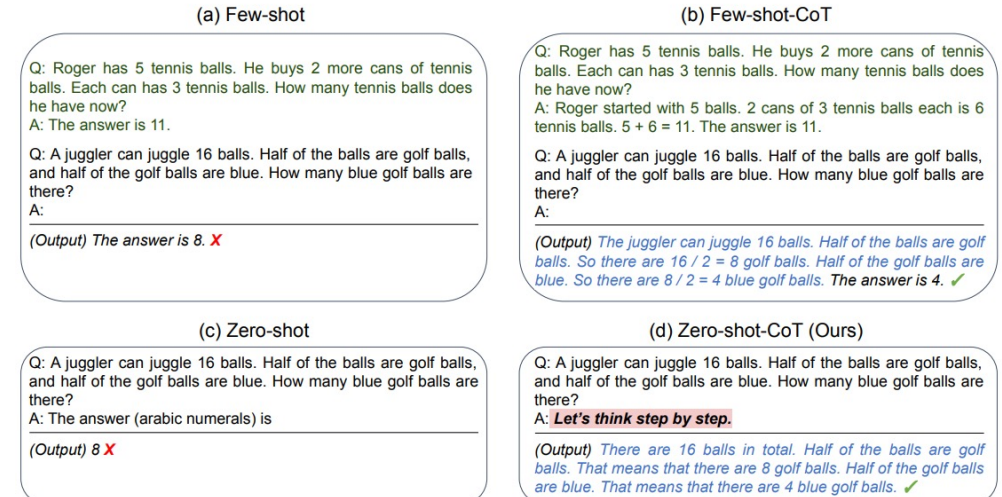 (a) Few-shot
Q: Roger has 5 tennis balls. He buys 2 more cans of tennis
balls. Each can has 3 tennis balls. How many tennis balls does
he have now?
A: The answer is 11.
Q: A juggler can juggle 16 balls. Half of the balls are golf balls,
and half of the golf balls are blue. How many blue golf balls are
there?
A:
(Output) The answer is 8. X
(b) Few-shot-CoT
Q: Roger has 5 tennis balls. He buys 2 more cans of tennis
balls. Each can has 3 tennis balls. How many tennis balls does
he have now?
A: Roger started with 5 balls. 2 cans of 3 tennis balls each is 6
tennis balls. 5 + 6 = 11. The answer is 11.
Q: A juggler can juggle 16 balls. Half of the balls are golf balls,
and half of the golf balls are blue. How many blue golf balls are
there?
A:
(Output) The juggler can juggle 16 balls. Half of the balls are golf
balls. So there are 16 / 2 = 8 golf balls. Half of the golf balls are
blue. So there are 8 / 2 = 4 blue golf balls. The answer is 4. ✓
(c) Zero-shot
Q: A juggler can juggle 16 balls. Half of the balls are golf balls,
and half of the golf balls are blue. How many blue golf balls are
there?
A: The answer (arabic numerals) is
(Output) 8 X
(d) Zero-shot-CoT (Ours)
Q: A juggler can juggle 16 balls. Half of the balls are golf balls,
and half of the golf balls are blue. How many blue golf balls are
there?
A: Let's think step by step.
(Output) There are 16 balls in total. Half of the balls are golf
balls. That means that there are 8 golf balls. Half of the golf balls
are blue. That means that there are 4 blue golf balls. ✓